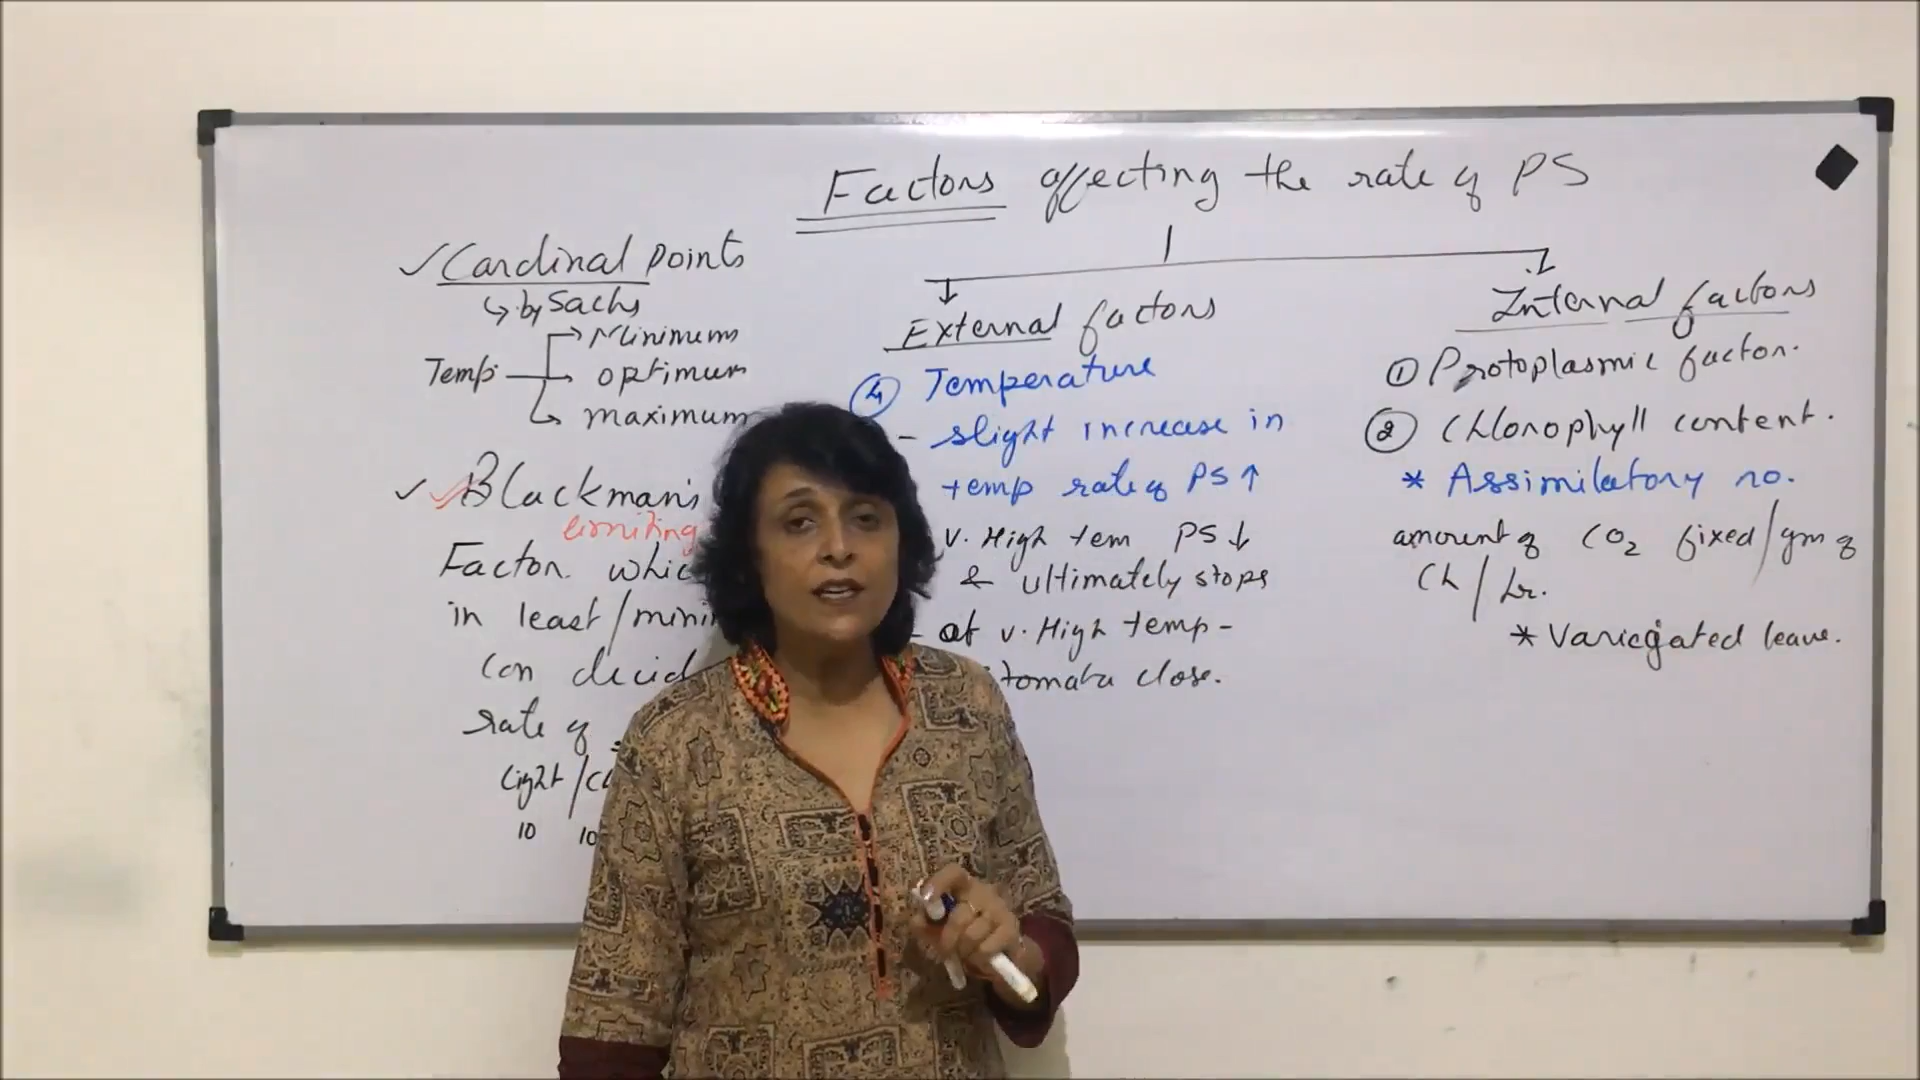 Factors affecting the rate of PS
✓ Cardinal points
↳ by Sachs
Temp
→ Minimum
→ optimum
→ maximum
✓ ✓ Blackman's
limiting
Factor which
in least/mini
can decid
rate of =
Light /
10 10
External factors
④ Temperature
- slight increase in
temp rate of PS ↑
v. High tem PS ↓
& ultimately stops
- at v. High temp -
stomata close.
Internal factors
① Protoplasmic factor.
② Chlorophyll content.
* Assimilatory no.
amount of CO2 fixed/gm of
Ch/hr.
* Variegated leave.